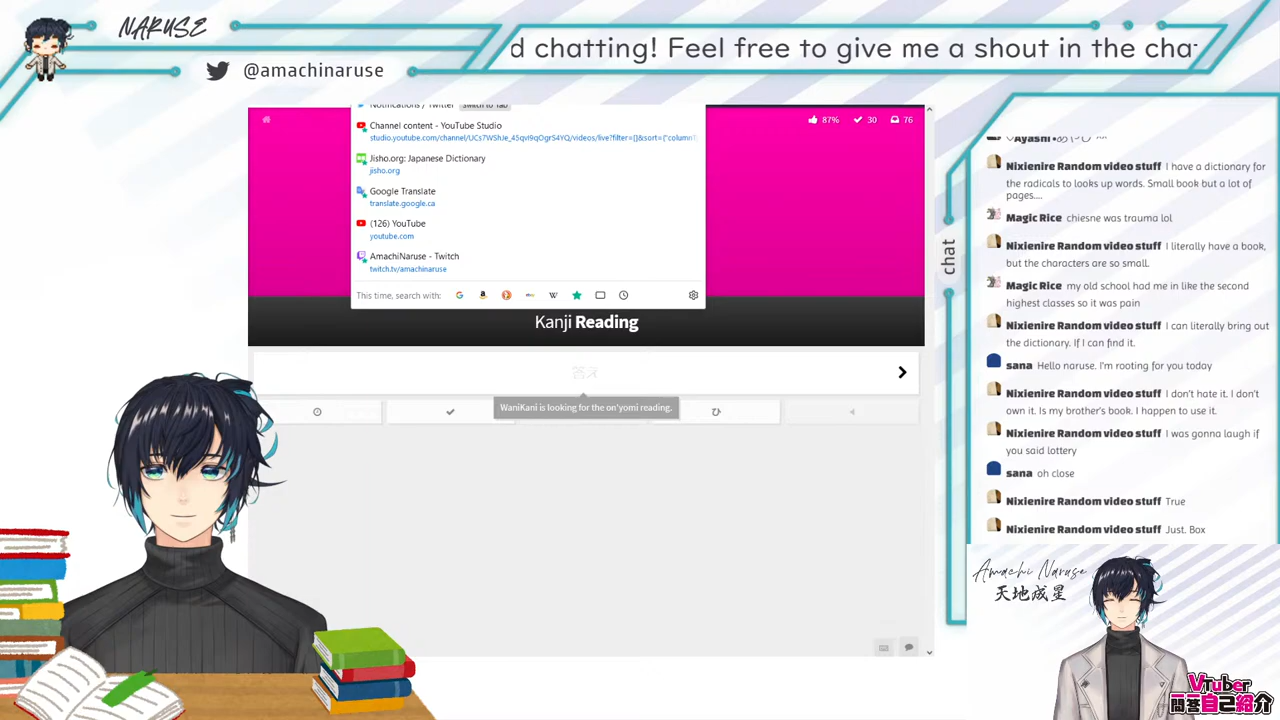 NARUSE
@amachinaruse
d chatting! Feel free to give me a shout in the cha
Notifications / Twitter Switch to Tab
Channel content - YouTube Studio
Jisho.org: Japanese Dictionary
jisho.org
Google Translate
translate.google.ca
(126) YouTube
youtube.com
AmachiNaruse - Twitch
twitch.tv/amachinaruse
This time, search with:
87% 30 76
Kanji Reading
答え
WaniKani is looking for the on'yomi reading.
ひ
chat
Nixienire Random video stuff I have a dictionary for
the radicals to looks up words. Small book but a lot of
pages....
Magic Rice chiesne was trauma lol
Nixienire Random video stuff I literally have a book,
but the characters are so small.
Magic Rice my old school had me in like the second
highest classes so it was pain
Nixienire Random video stuff I can literally bring out
the dictionary. If I can find it.
sana Hello naruse. I'm rooting for you today
Nixienire Random video stuff I don't hate it. I don't
own it. Is my brother's book. I happen to use it.
Nixienire Random video stuff I was gonna laugh if
you said lottery
sana oh close
Nixienire Random video stuff True
Nixienire Random video stuff Just. Box
Amachi Naruse
天地成星
VTuber
問答自己紹介